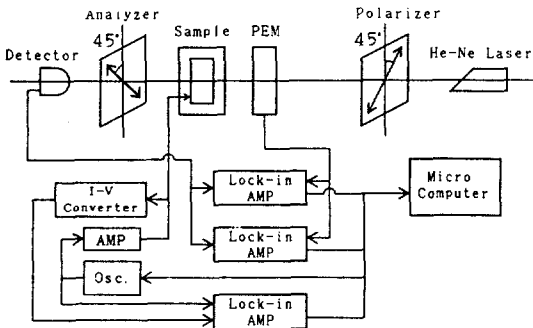 Analyzer
Polarizer
Sample
PEM
45°
45°
Detector
He-Ne Laser
I-V
Converter
Lock-in
AMP
Micro
Computer
AMP
Lock-in
AMP
Osc.
Lock-in
AMP